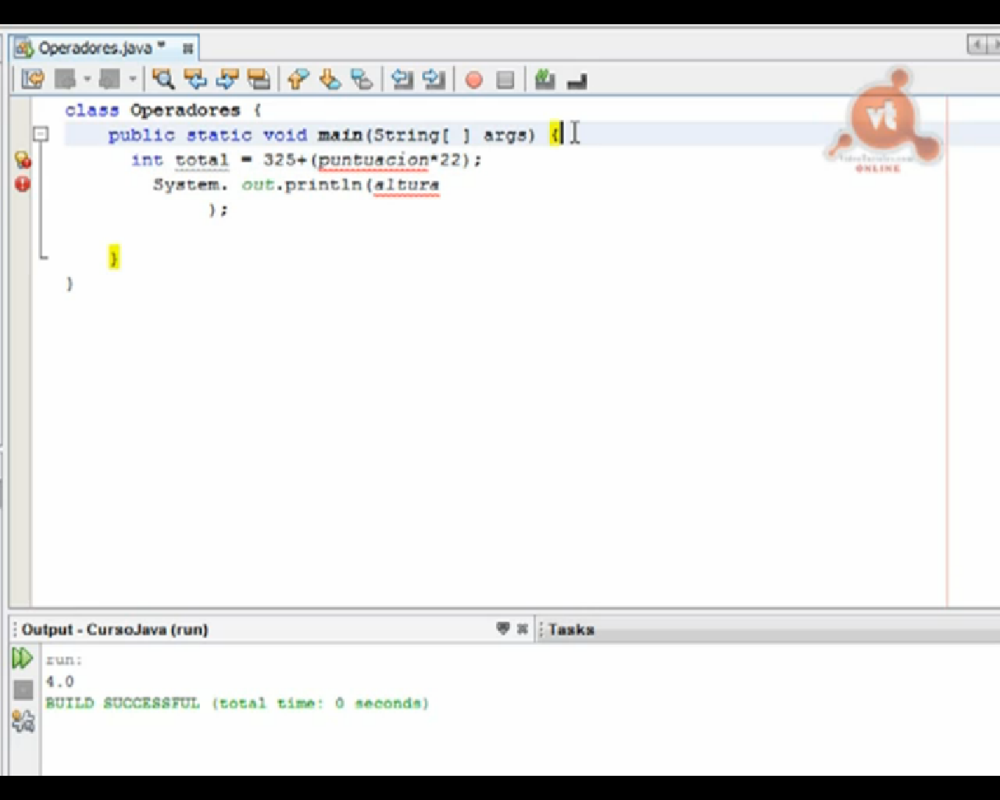 Operadores.java *
class Operadores {
public static void main(String[ ] args) {
int total = 325+(puntuacion*22);
System. out.println(altura
);
}
}
vt
ONLINE
Output - CursoJava (run)
Tasks
run:
4.0
BUILD SUCCESSFUL (total time: 0 seconds)